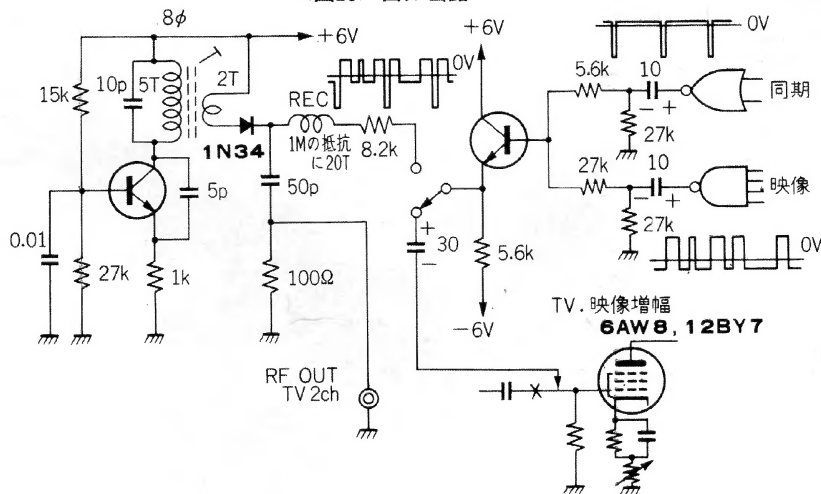 8φ
+6V
10p
5T
2T
15k
REC
0V
1N34
1Mの抵抗
に20T
8.2k
5p
50p
0.01
27k
1k
100Ω
RF OUT
TV 2ch
+6V
0V
5.6k
10
−
+
同期
27k
27k
10
−
+
映像
27k
0V
+
30
−
5.6k
−6V
TV.映像増幅
6AW8, 12BY7